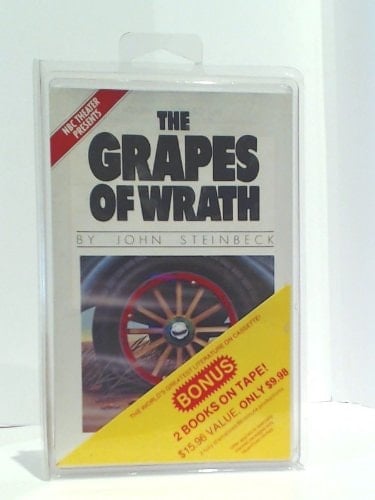 NBC THEATER
PRESENTS
THE
GRAPES
OF WRATH
BY JOHN STEINBECK
THE WORLD'S GREATEST LITERATURE ON CASSETTE!
BONUS
2 BOOKS ON TAPE!
$15.96 VALUE ONLY $9.98